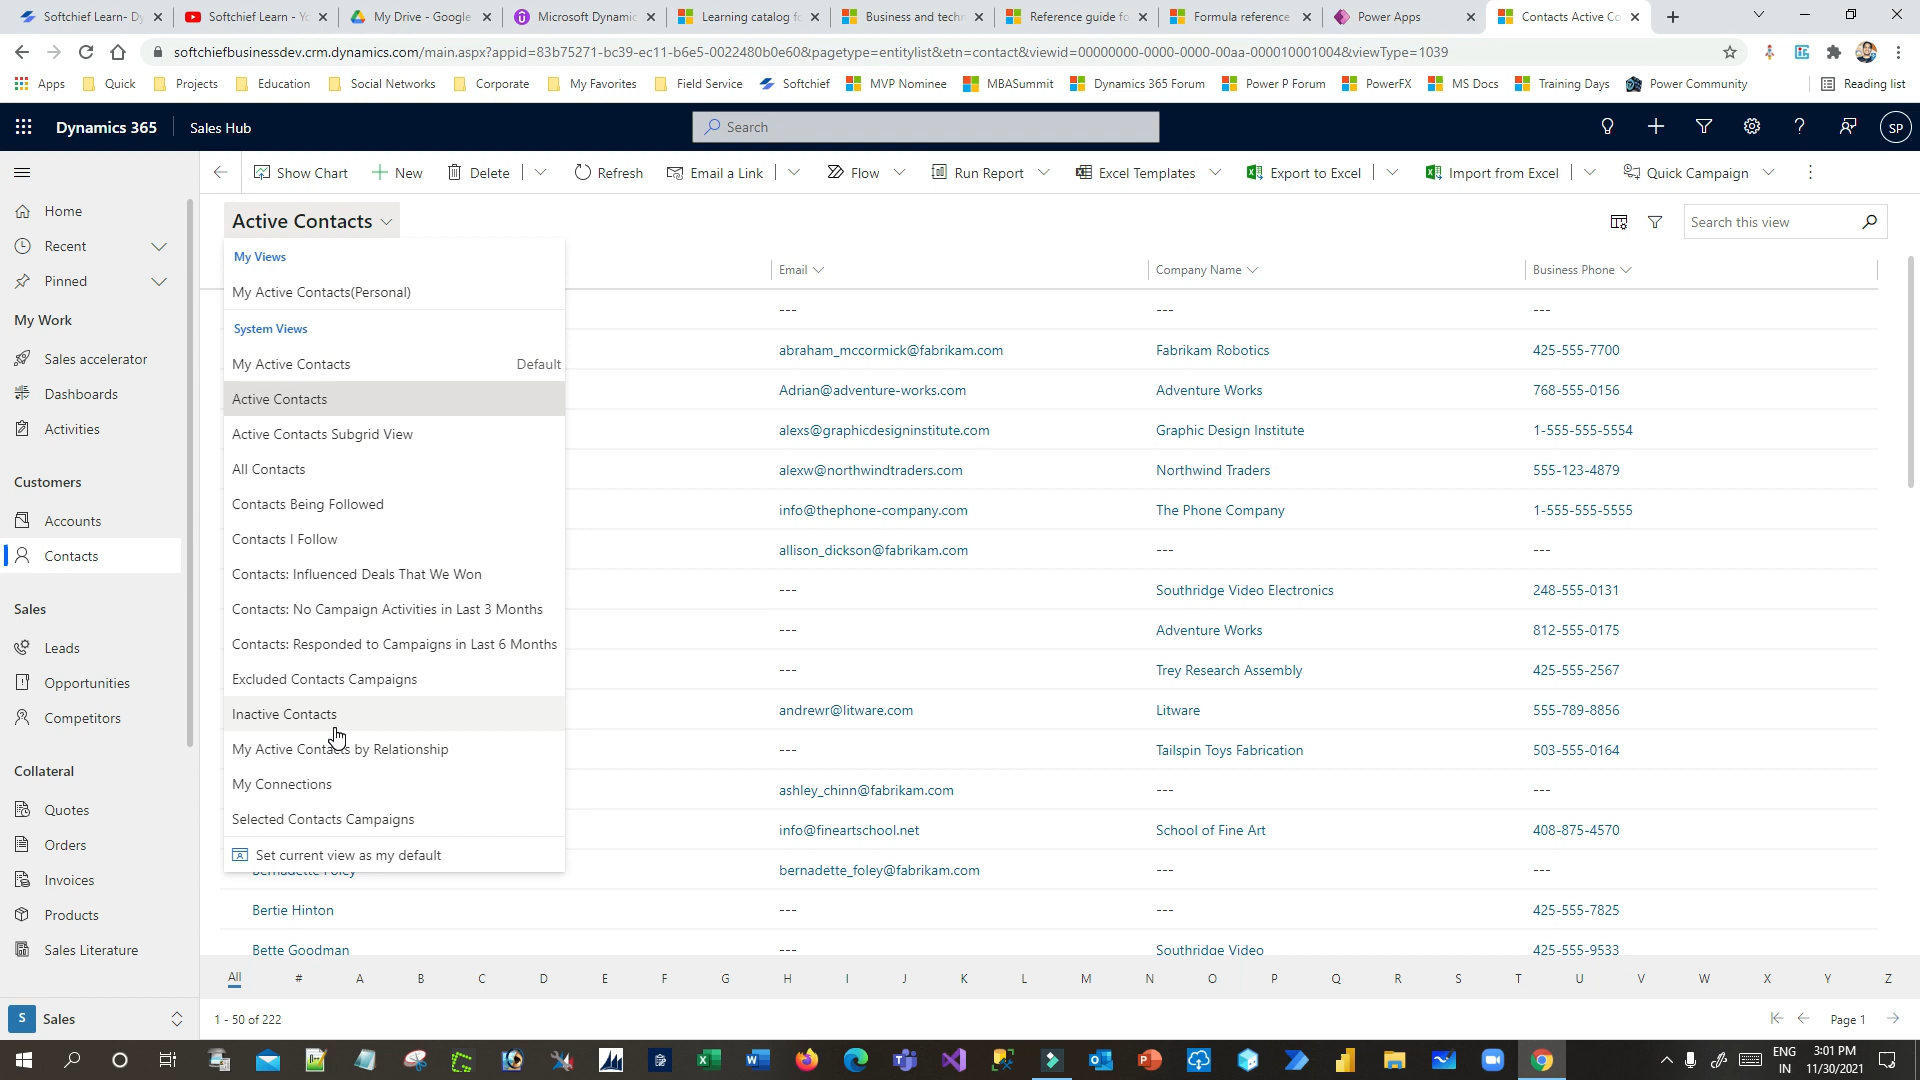 Softchief Learn- Dy
Softchief Learn - Yo
My Drive - Google
Microsoft Dynamic
Learning catalog fo
Business and techn
Reference guide fo
Formula reference
Power Apps
Contacts Active Co
softchiefbusinessdev.crm.dynamics.com/main.aspx?appid=83b75271-bc39-ec11-b6e5-0022480b0e60&pagetype=entitylist&etn=contact&viewid=00000000-0000-0000-00aa-000010001004&viewType=1039
Apps Quick Projects Education Social Networks Corporate My Favorites Field Service Softchief MVP Nominee MBASummit Dynamics 365 Forum Power P Forum PowerFX MS Docs Training Days Power Community Reading list
Dynamics 365 Sales Hub Search SP
Show Chart New Delete Refresh Email a Link Flow Run Report Excel Templates Export to Excel Import from Excel Quick Campaign
Home
Recent
Pinned
My Work
Sales accelerator
Dashboards
Activities
Customers
Accounts
Contacts
Sales
Leads
Opportunities
Competitors
Collateral
Quotes
Orders
Invoices
Products
Sales Literature
S Sales
Active Contacts
Search this view
My Views
My Active Contacts(Personal)
System Views
My Active Contacts Default
Active Contacts
Active Contacts Subgrid View
All Contacts
Contacts Being Followed
Contacts I Follow
Contacts: Influenced Deals That We Won
Contacts: No Campaign Activities in Last 3 Months
Contacts: Responded to Campaigns in Last 6 Months
Excluded Contacts Campaigns
Inactive Contacts
My Active Contacts by Relationship
My Connections
Selected Contacts Campaigns
Set current view as my default
Email Company Name Business Phone
--- --- ---
abraham_mccormick@fabrikam.com Fabrikam Robotics 425-555-7700
Adrian@adventure-works.com Adventure Works 768-555-0156
alexs@graphicdesigninstitute.com Graphic Design Institute 1-555-555-5554
alexw@northwindtraders.com Northwind Traders 555-123-4879
info@thephone-company.com The Phone Company 1-555-555-5555
allison_dickson@fabrikam.com --- ---
--- Southridge Video Electronics 248-555-0131
--- Adventure Works 812-555-0175
--- Trey Research Assembly 425-555-2567
andrewr@litware.com Litware 555-789-8856
--- Tailspin Toys Fabrication 503-555-0164
ashley_chinn@fabrikam.com --- ---
info@fineartschool.net School of Fine Art 408-875-4570
Bernadette Foley bernadette_foley@fabrikam.com --- ---
Bertie Hinton --- --- 425-555-7825
Bette Goodman --- Southridge Video 425-555-9533
All # A B C D E F G H I J K L M N O P Q R S T U V W X Y Z
1 - 50 of 222 Page 1
ENG
IN
3:01 PM
11/30/2021